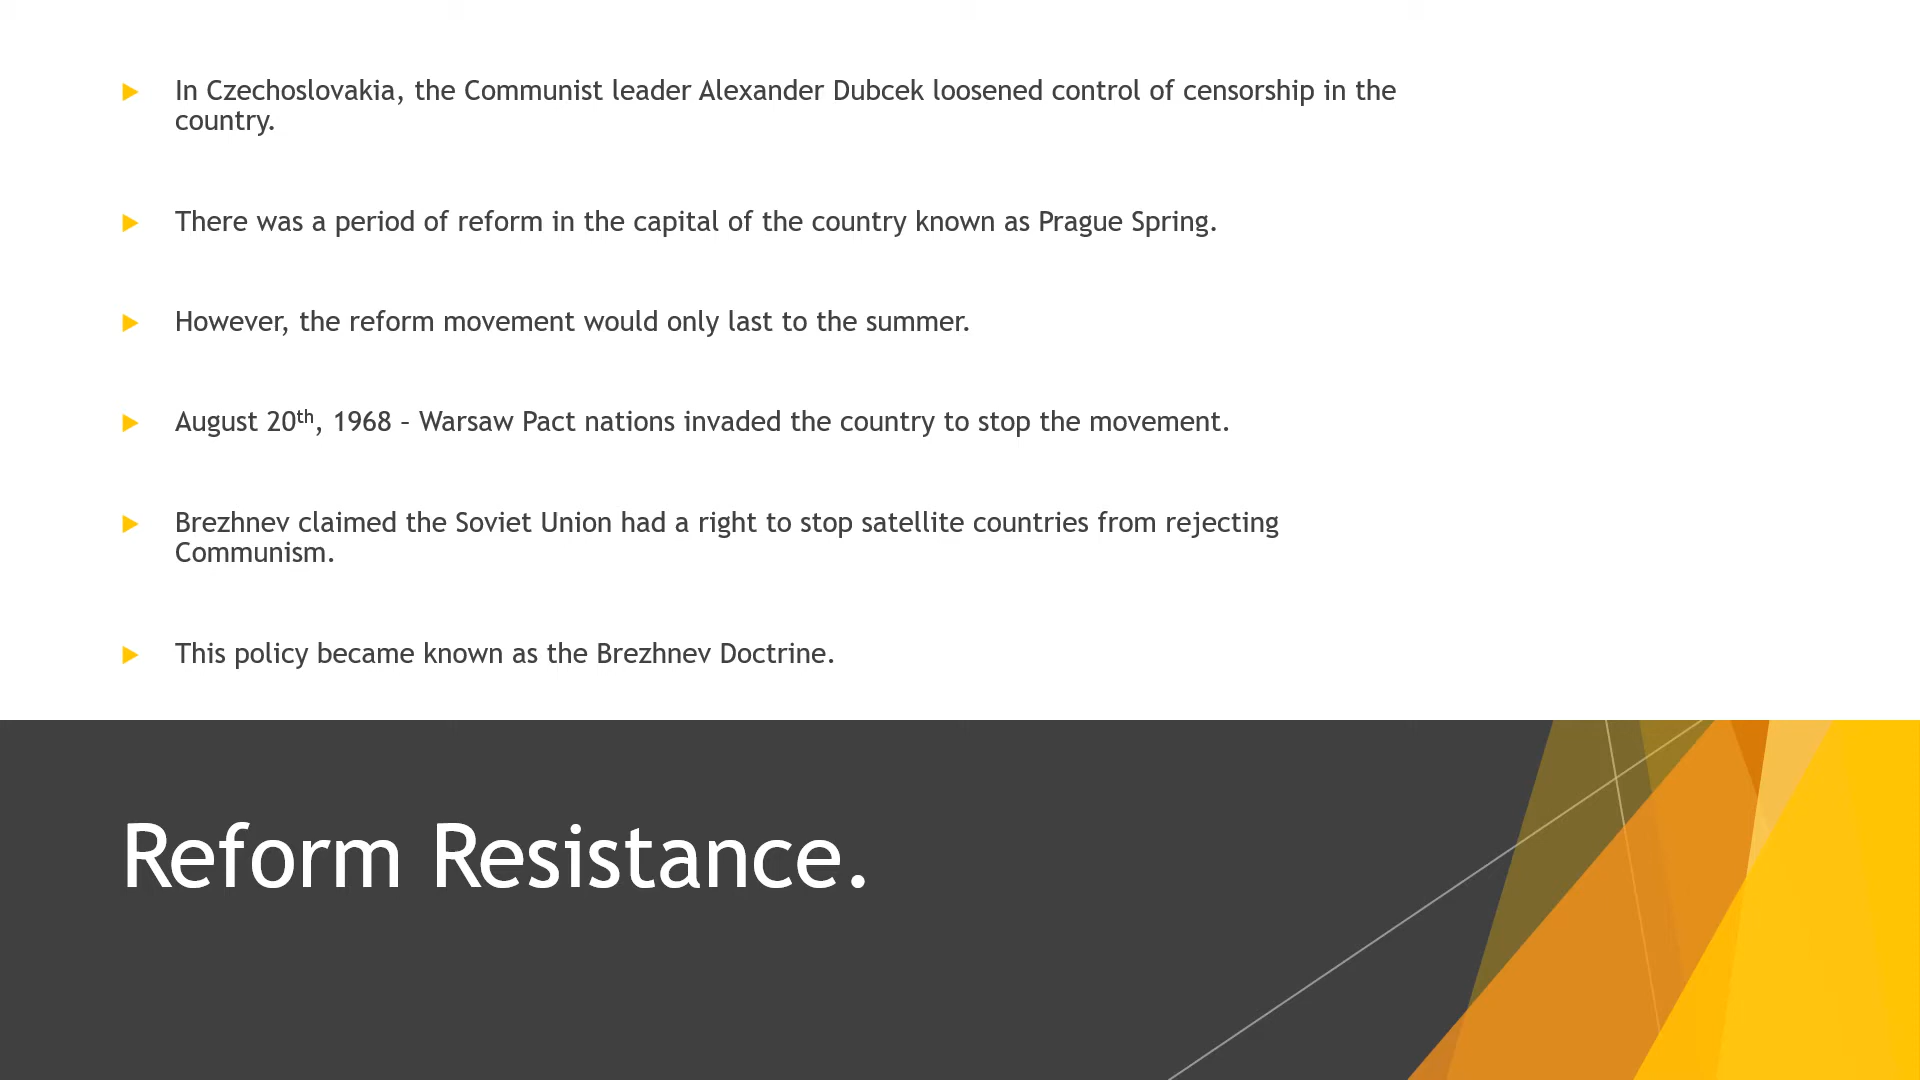 In Czechoslovakia, the Communist leader Alexander Dubcek loosened control of censorship in the
country.
There was a period of reform in the capital of the country known as Prague Spring.
However, the reform movement would only last to the summer.
August 20th, 1968 – Warsaw Pact nations invaded the country to stop the movement.
Brezhnev claimed the Soviet Union had a right to stop satellite countries from rejecting
Communism.
This policy became known as the Brezhnev Doctrine.
Reform Resistance.